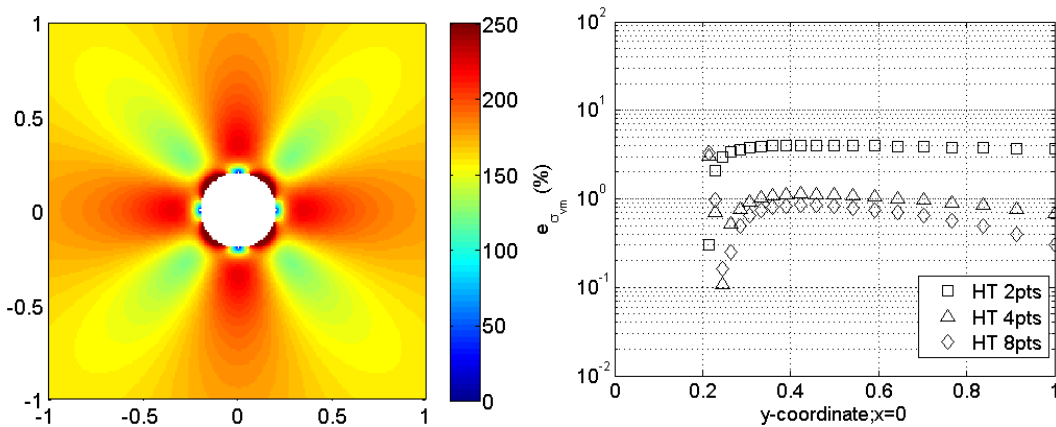 1
0.5
0
-0.5
-1
-1 -0.5 0 0.5 1
250
200
150
100
50
0
e σvm (%)
10^2
10^1
10^0
10^-1
10^-2
0 0.2 0.4 0.6 0.8 1
y-coordinate;x=0
HT 2pts
HT 4pts
HT 8pts